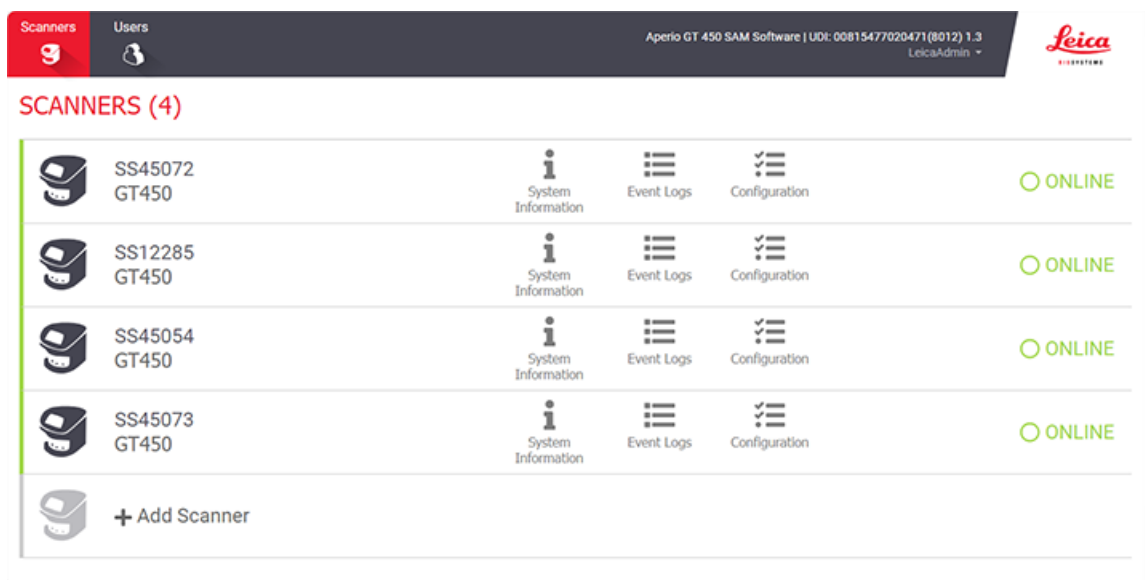 Scanners
Users
Aperio GT 450 SAM Software | UDI: 00815477020471(8012) 1.3
LeicaAdmin
Leica
BIOSYSTEMS
SCANNERS (4)
SS45072
GT450
System
Information
Event Logs
Configuration
ONLINE
SS12285
GT450
System
Information
Event Logs
Configuration
ONLINE
SS45054
GT450
System
Information
Event Logs
Configuration
ONLINE
SS45073
GT450
System
Information
Event Logs
Configuration
ONLINE
+ Add Scanner